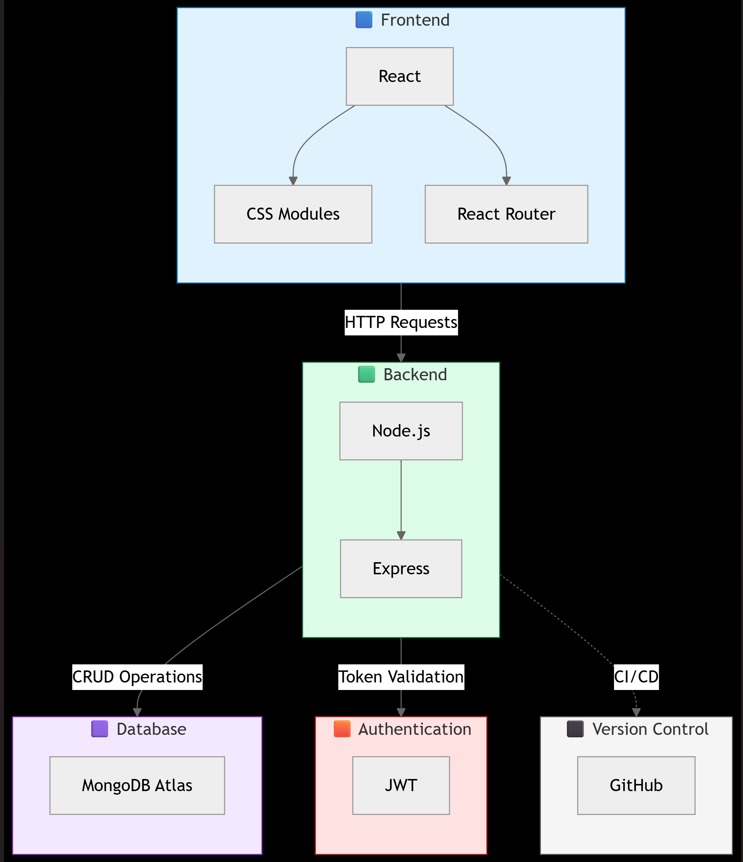 Frontend
React
CSS Modules
React Router
HTTP Requests
Backend
Node.js
Express
CRUD Operations
Token Validation
CI/CD
Database
Authentication
Version Control
MongoDB Atlas
JWT
GitHub